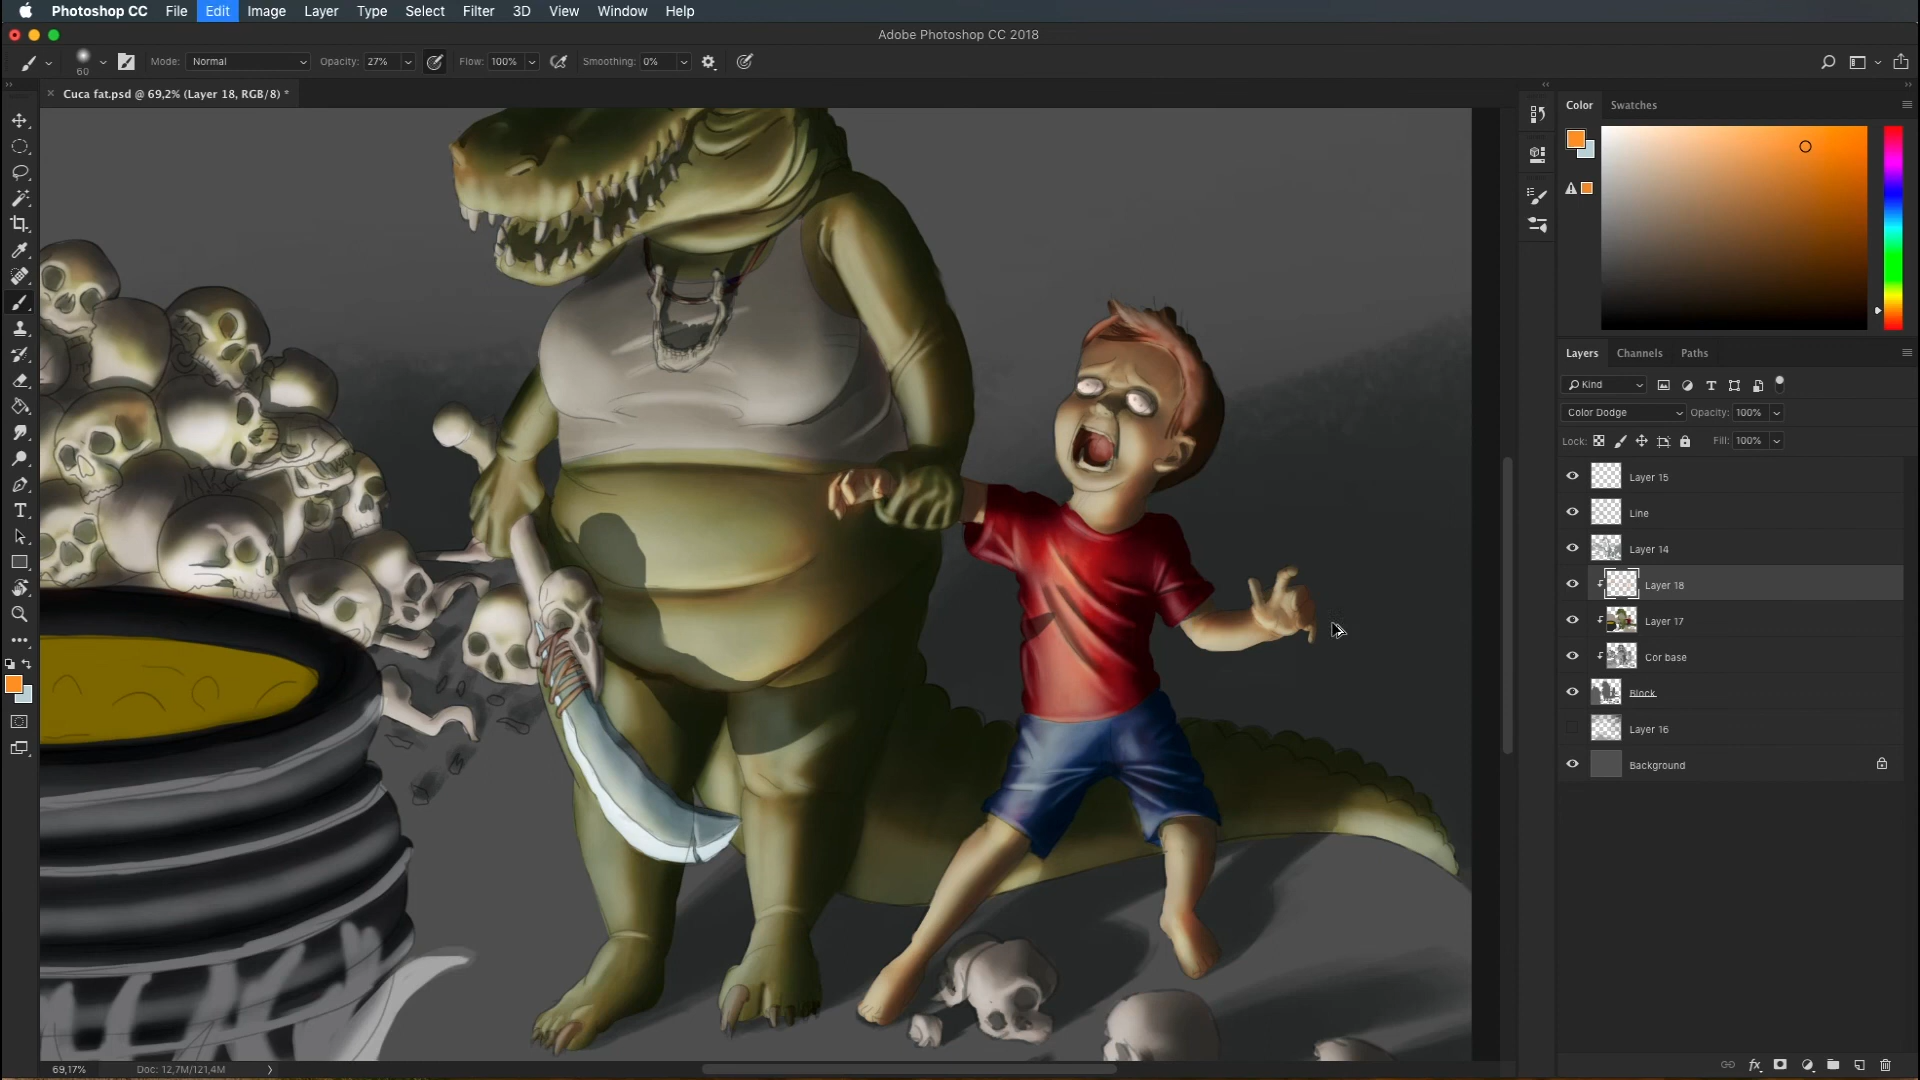 Photoshop CC File Edit Image Layer Type Select Filter 3D View Window Help
Adobe Photoshop CC 2018
60 Mode: Normal Opacity: 27% Flow: 100% Smoothing: 0%
Cuca fat.psd @ 69,2% (Layer 18, RGB/8) *
Color Swatches
Layers Channels Paths
Kind
Color Dodge Opacity: 100%
Lock: Fill: 100%
Layer 15
Line
Layer 14
Layer 18
Layer 17
Cor base
Block
Layer 16
Background
69,17% Doc: 12,7M/121,4M